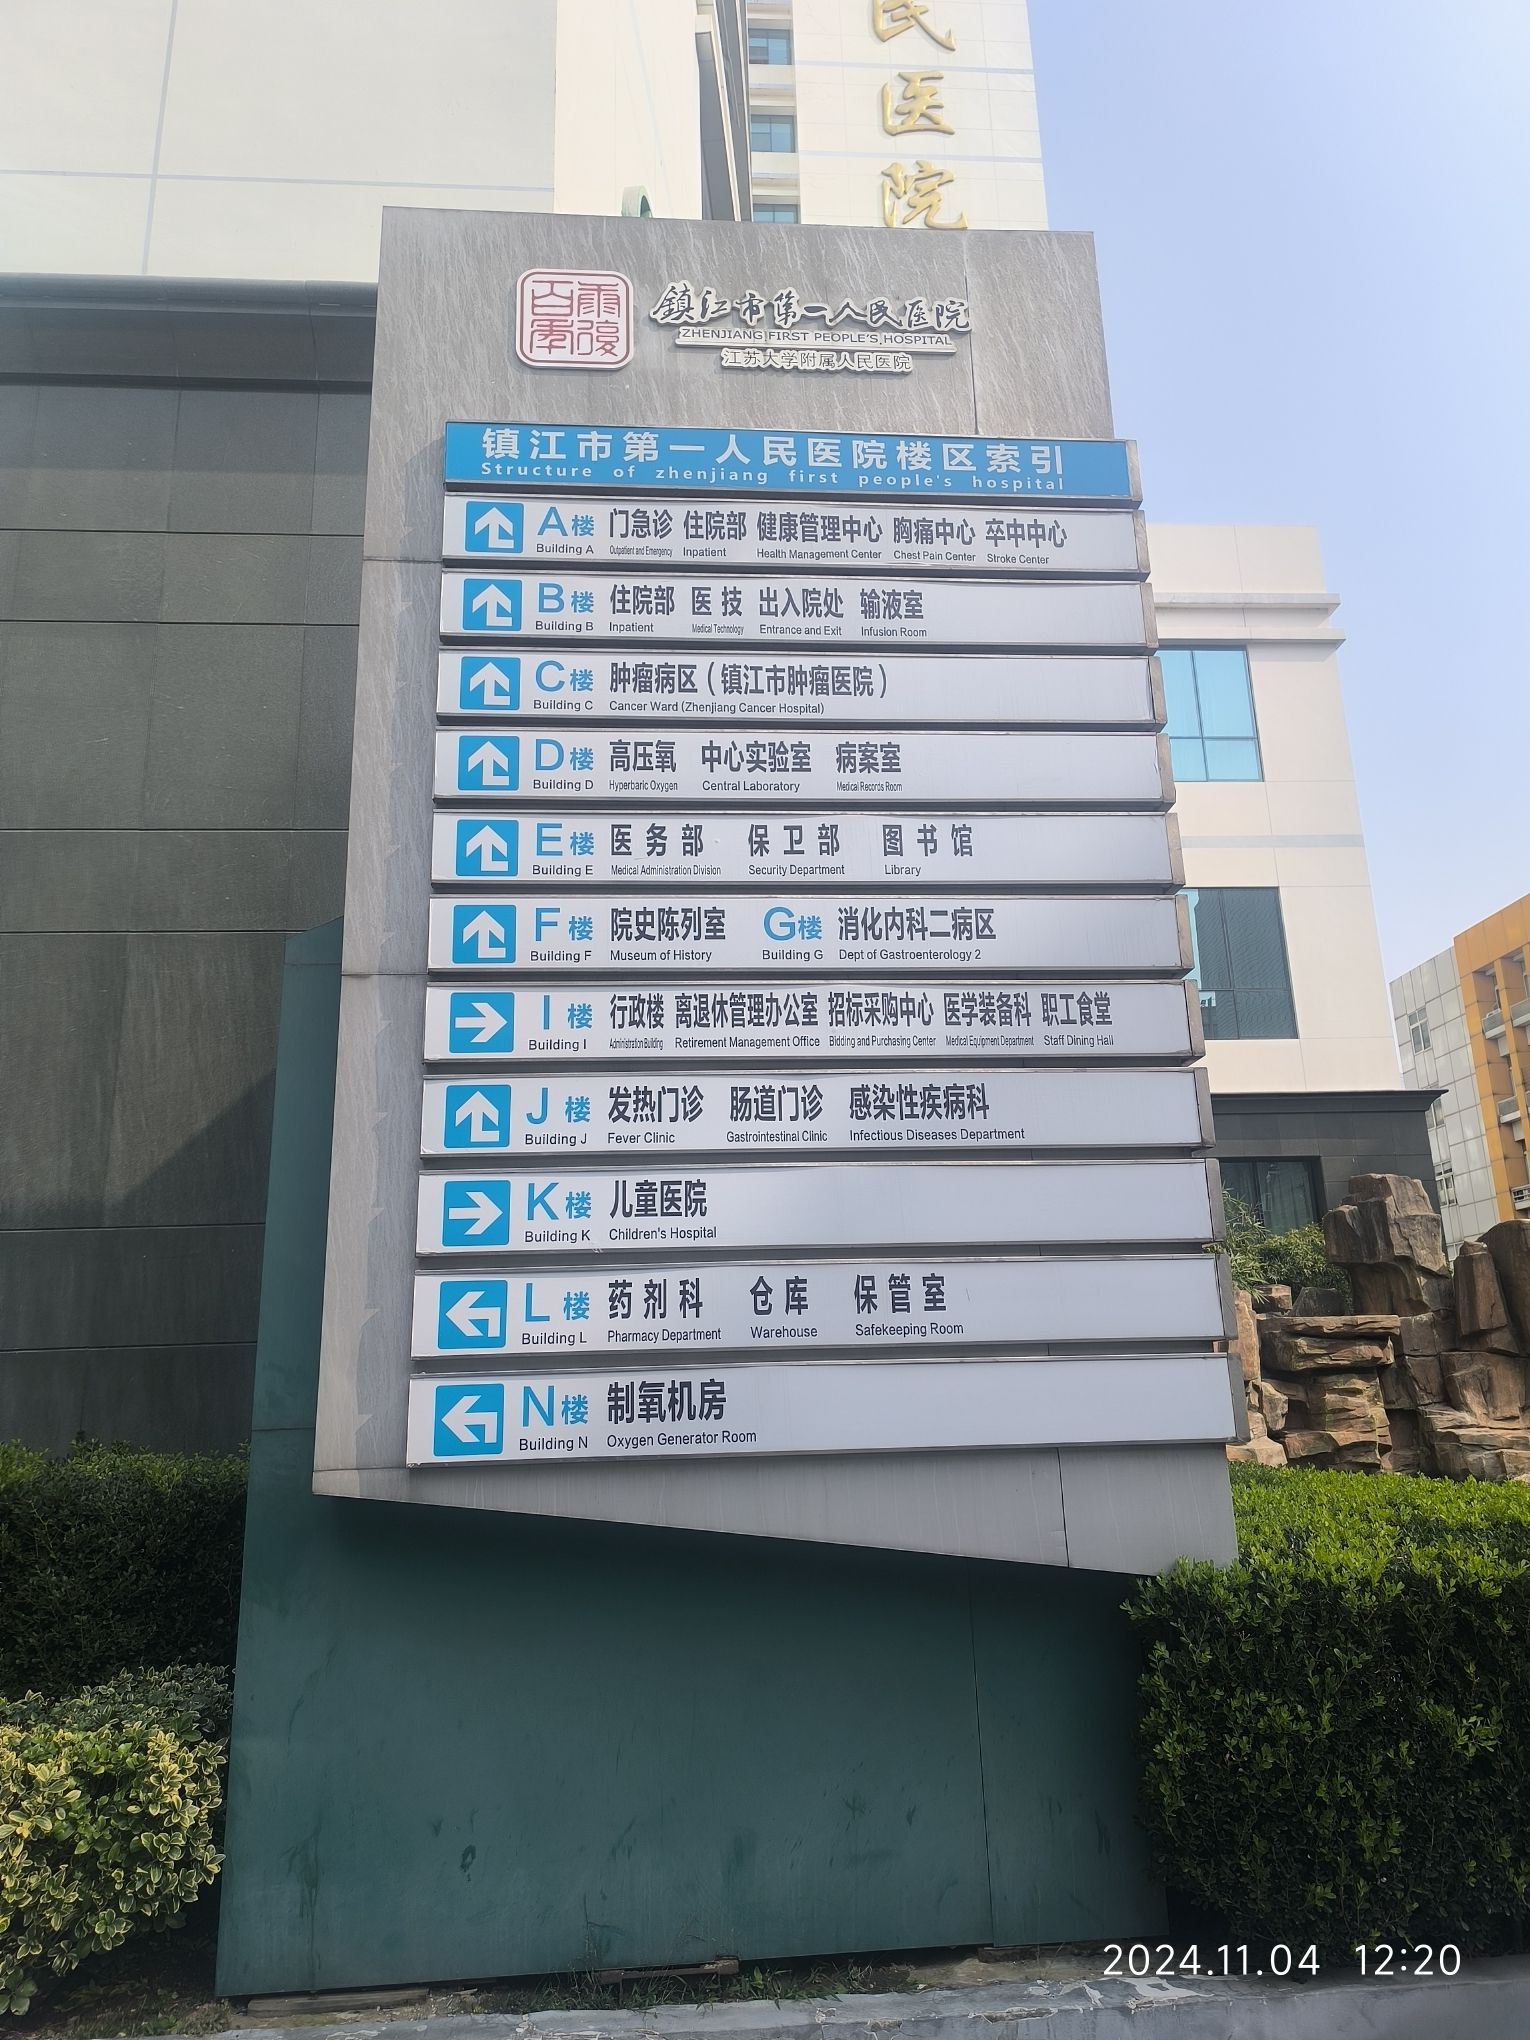 民医院
百年康復
鎮江市第一人民医院
ZHENJIANG FIRST PEOPLE'S HOSPITAL
江苏大学附属人民医院
镇江市第一人民医院楼区索引
Structure of zhenjiang first people's hospital
A楼 门急诊 住院部 健康管理中心 胸痛中心 卒中中心
Building A Outpatient and Emergency Inpatient Health Management Center Chest Pain Center Stroke Center
B楼 住院部 医技 出入院处 输液室
Building B Inpatient Medical Technology Entrance and Exit Infusion Room
C楼 肿瘤病区（镇江市肿瘤医院）
Building C Cancer Ward (Zhenjiang Cancer Hospital)
D楼 高压氧 中心实验室 病案室
Building D Hyperbaric Oxygen Central Laboratory Medical Records Room
E楼 医务部 保卫部 图书馆
Building E Medical Administration Division Security Department Library
F楼 院史陈列室 G楼 消化内科二病区
Building F Museum of History Building G Dept of Gastroenterology 2
I楼 行政楼 离退休管理办公室 招标采购中心 医学装备科 职工食堂
Building I Administration Building Retirement Management Office Bidding and Purchasing Center Medical Equipment Department Staff Dining Hall
J楼 发热门诊 肠道门诊 感染性疾病科
Building J Fever Clinic Gastrointestinal Clinic Infectious Diseases Department
K楼 儿童医院
Building K Children's Hospital
L楼 药剂科 仓库 保管室
Building L Pharmacy Department Warehouse Safekeeping Room
N楼 制氧机房
Building N Oxygen Generator Room
2024.11.04 12:20